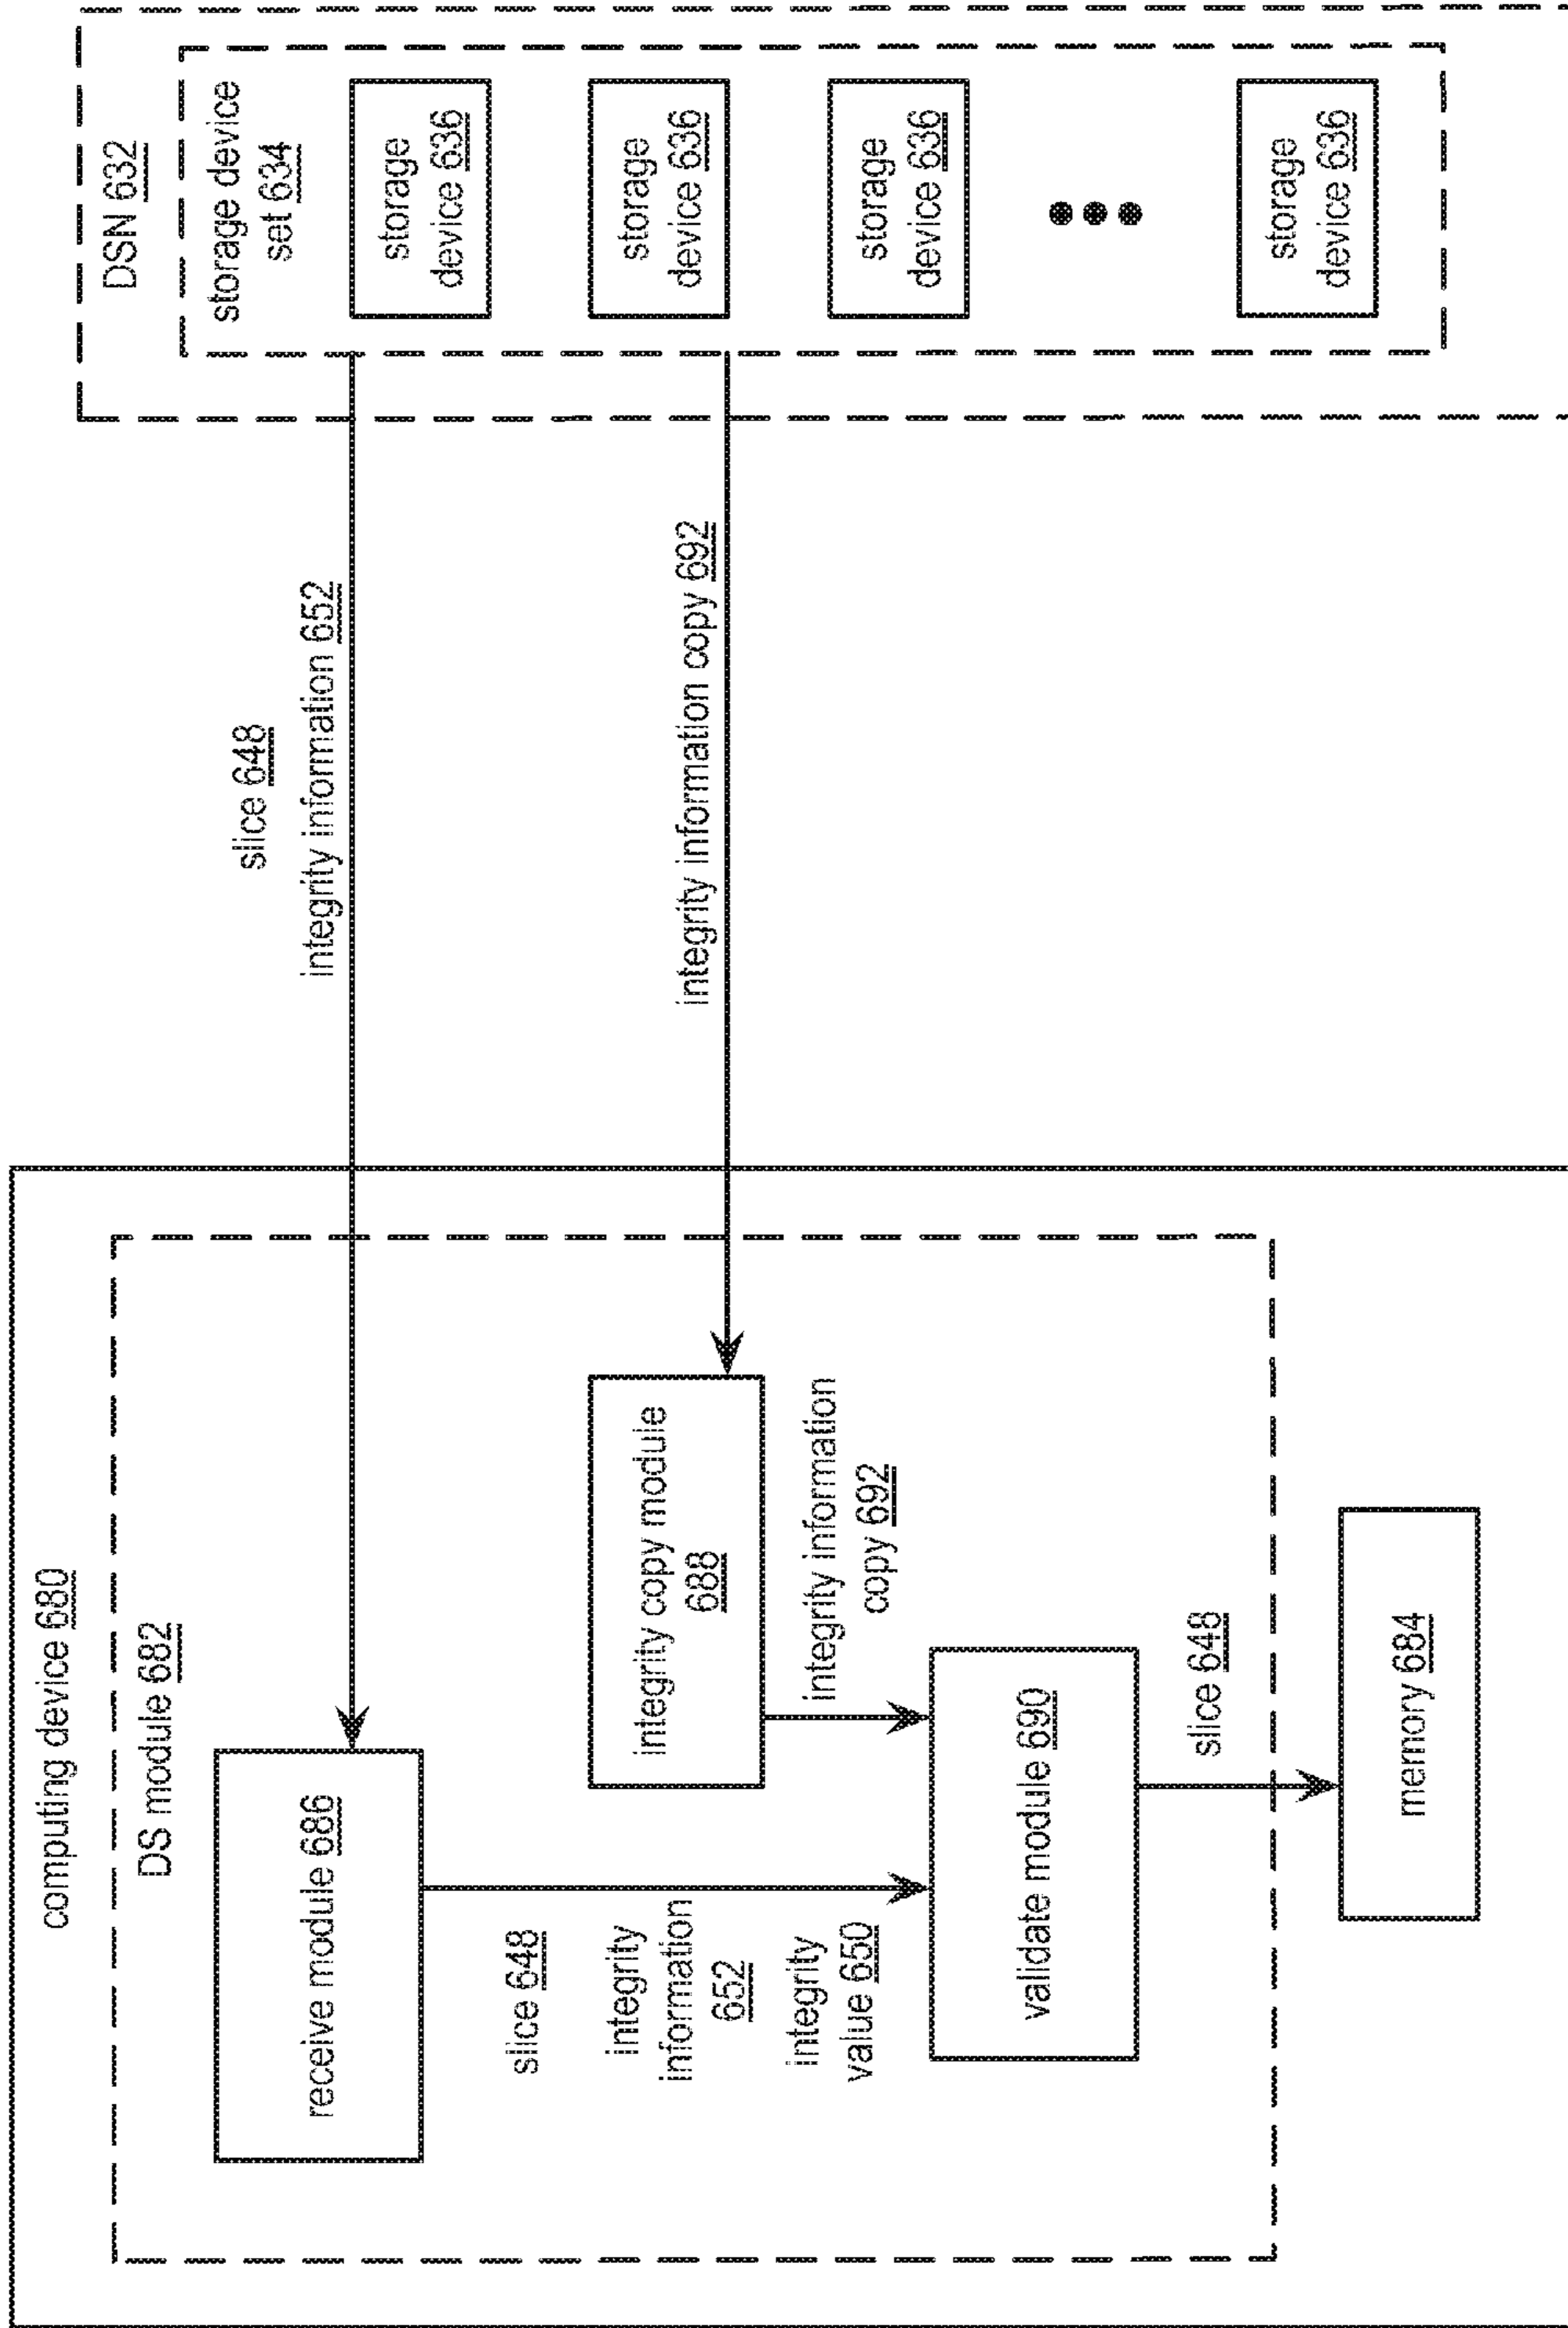 computing device 680
DS module 682
receive module 686
slice 648
integrity
information
652
integrity
value 650
integrity copy module
688
integrity information
copy 692
validate module 690
slice 648
memory 684
slice 648
integrity information 652
integrity information copy 692
DSN 632
storage device
set 634
storage
device 636
storage
device 636
storage
device 636
storage
device 636